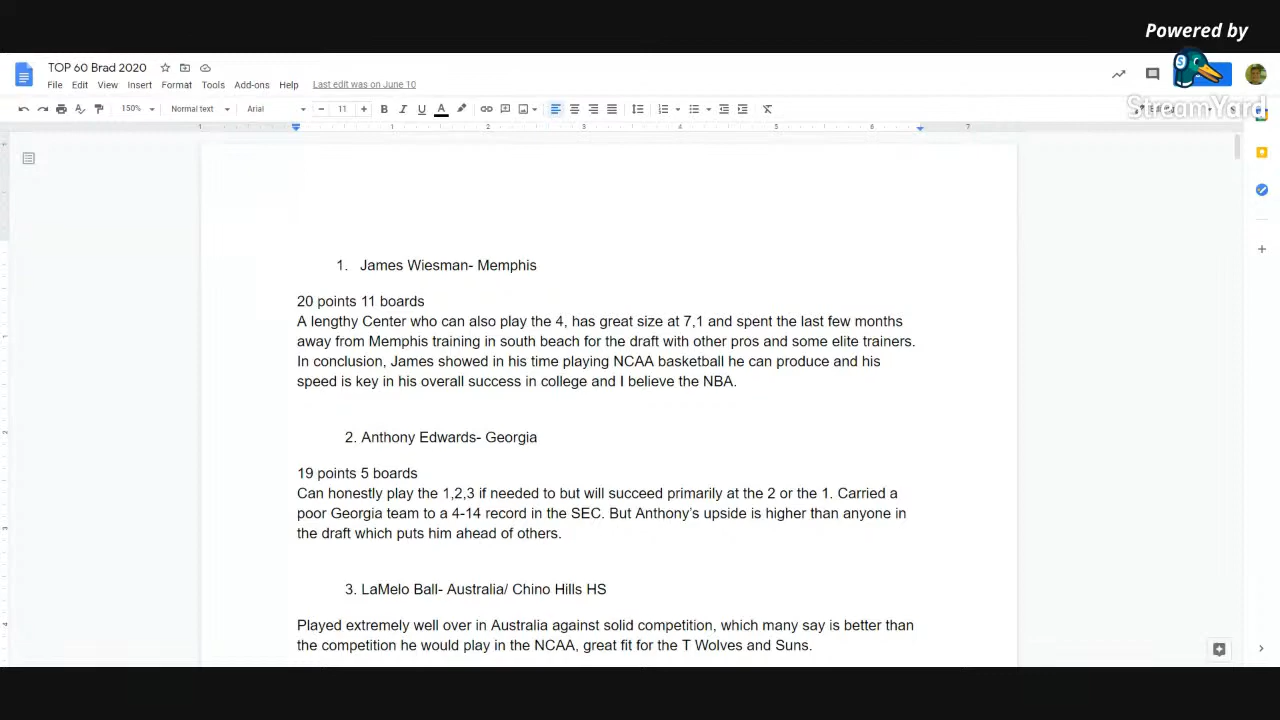 Powered by
TOP 60 Brad 2020
File Edit View Insert Format Tools Add-ons Help Last edit was on June 10
StreamYard
150% Normal text Arial 11
1 1 2 3 4 5 6 7
1. James Wiesman- Memphis
20 points 11 boards
A lengthy Center who can also play the 4, has great size at 7,1 and spent the last few months
away from Memphis training in south beach for the draft with other pros and some elite trainers.
In conclusion, James showed in his time playing NCAA basketball he can produce and his
speed is key in his overall success in college and I believe the NBA.
2. Anthony Edwards- Georgia
19 points 5 boards
Can honestly play the 1,2,3 if needed to but will succeed primarily at the 2 or the 1. Carried a
poor Georgia team to a 4-14 record in the SEC. But Anthony's upside is higher than anyone in
the draft which puts him ahead of others.
3. LaMelo Ball- Australia/ Chino Hills HS
Played extremely well over in Australia against solid competition, which many say is better than
the competition he would play in the NCAA, great fit for the T Wolves and Suns.